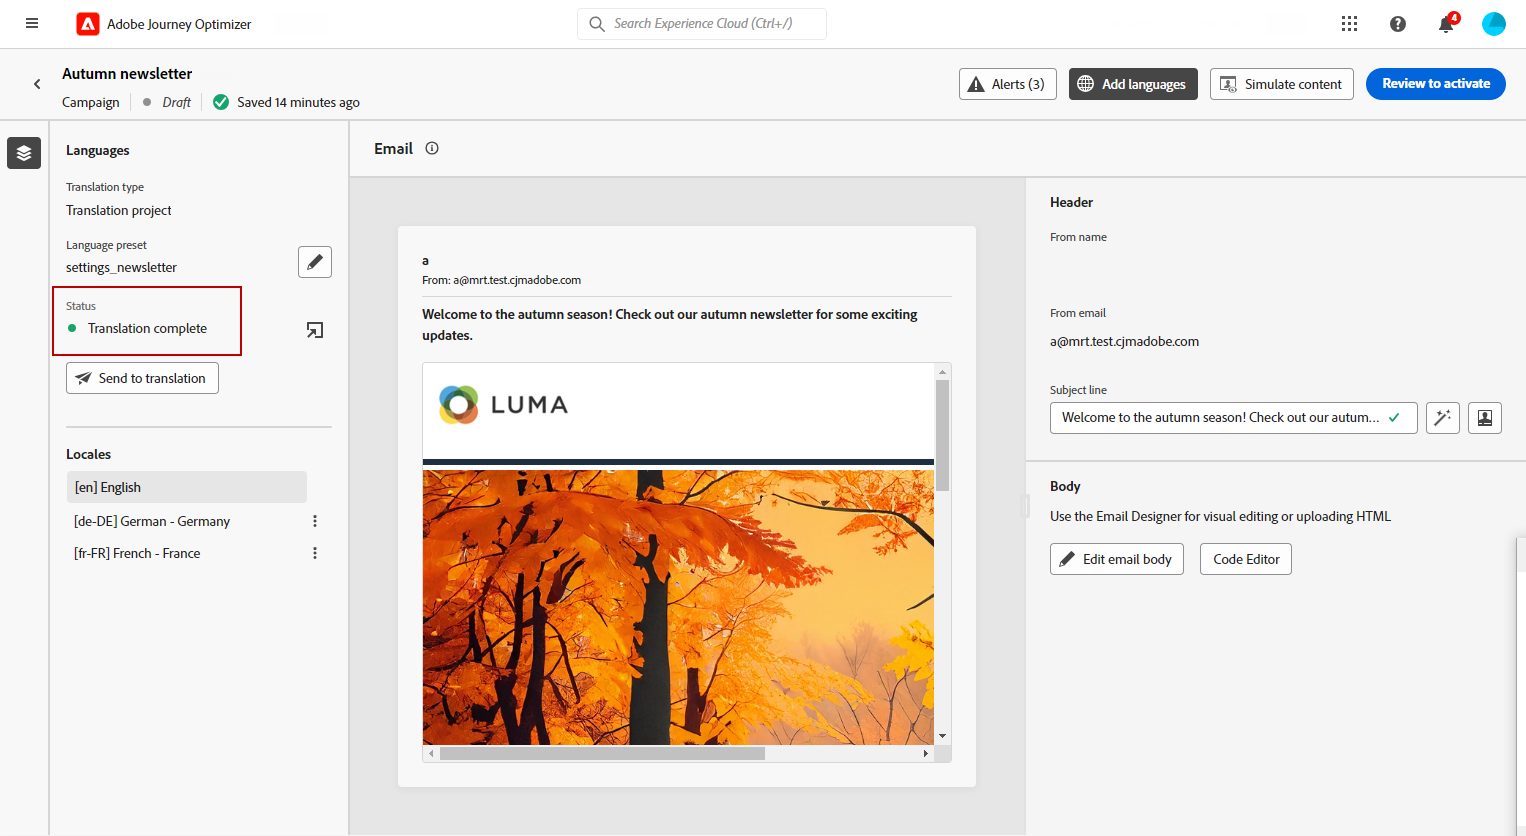 Adobe Journey Optimizer
Search Experience Cloud (Ctrl+/)
4
Autumn newsletter
Campaign
Draft
Saved 14 minutes ago
Alerts (3)
Add languages
Simulate content
Review to activate
Languages
Translation type
Translation project
Language preset
settings_newsletter
Status
Translation complete
Send to translation
Locales
[en] English
[de-DE] German - Germany
[fr-FR] French - France
Email
a
From: a@mrt.test.cjmadobe.com
Welcome to the autumn season! Check out our autumn newsletter for some exciting
updates.
LUMA
Header
From name
From email
a@mrt.test.cjmadobe.com
Subject line
Welcome to the autumn season! Check out our autum...
Body
Use the Email Designer for visual editing or uploading HTML
Edit email body
Code Editor